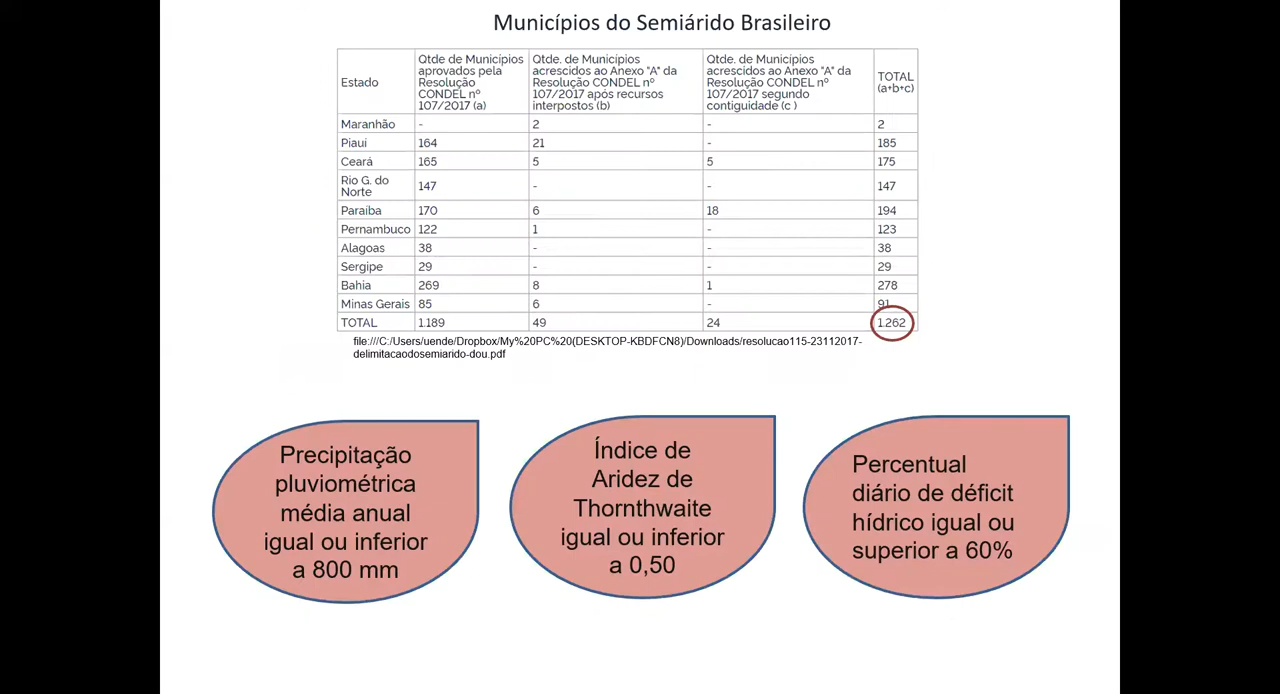 Municípios do Semiárido Brasileiro
Estado
Qtde de Municípios
aprovados pela
Resolução
CONDEL nº
107/2017 (a)
Qtde. de Municípios
acrescidos ao Anexo "A" da
Resolução CONDEL nº
107/2017 após recursos
interpostos (b)
Qtde. de Municípios
acrescidos ao Anexo "A" da
Resolução CONDEL nº
107/2017 segundo
contiguidade (c )
TOTAL
(a+b+c)
Maranhão - 2 - 2
Piauí 164 21 - 185
Ceará 165 5 5 175
Rio G. do
Norte 147 - - 147
Paraíba 170 6 18 194
Pernambuco 122 1 - 123
Alagoas 38 - - 38
Sergipe 29 - - 29
Bahia 269 8 1 278
Minas Gerais 85 6 - 91
TOTAL 1.189 49 24 1.262
file:///C:/Users/uende/Dropbox/My%20PC%20(DESKTOP-KBDFCN8)/Downloads/resolucao115-23112017-
delimitacaodosemiarido-dou.pdf
Precipitação
pluviométrica
média anual
igual ou inferior
a 800 mm
Índice de
Aridez de
Thornthwaite
igual ou inferior
a 0,50
Percentual
diário de déficit
hídrico igual ou
superior a 60%